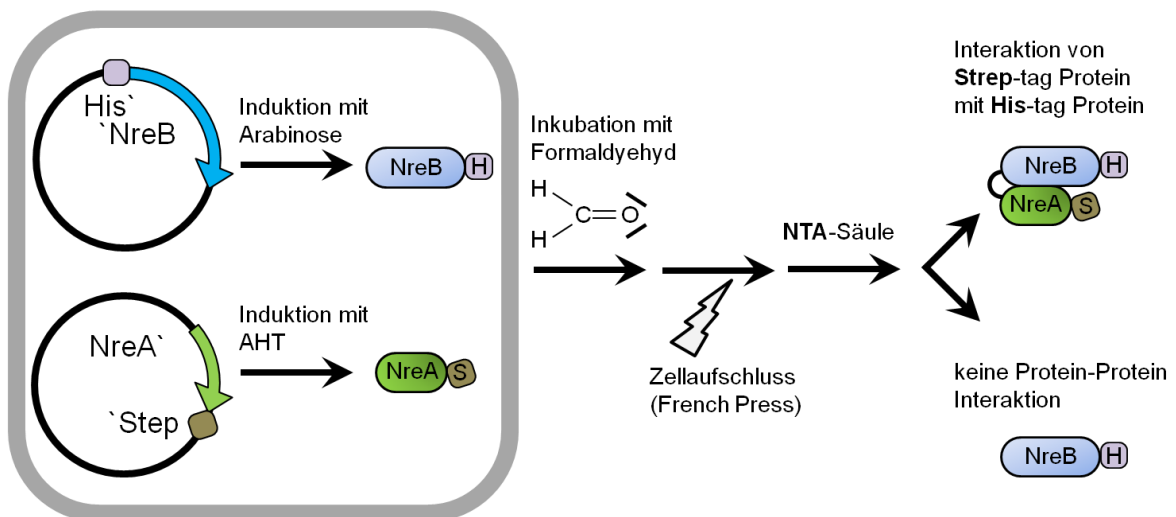 His`
`NreB
Induktion mit
Arabinose
NreB H
NreA`
`Step
Induktion mit
AHT
NreA S
Inkubation mit
Formaldyehyd
H
C O
H
Zellaufschluss
(French Press)
NTA-Säule
Interaktion von
Strep-tag Protein
mit His-tag Protein
NreB H
NreA S
keine Protein-Protein
Interaktion
NreB H